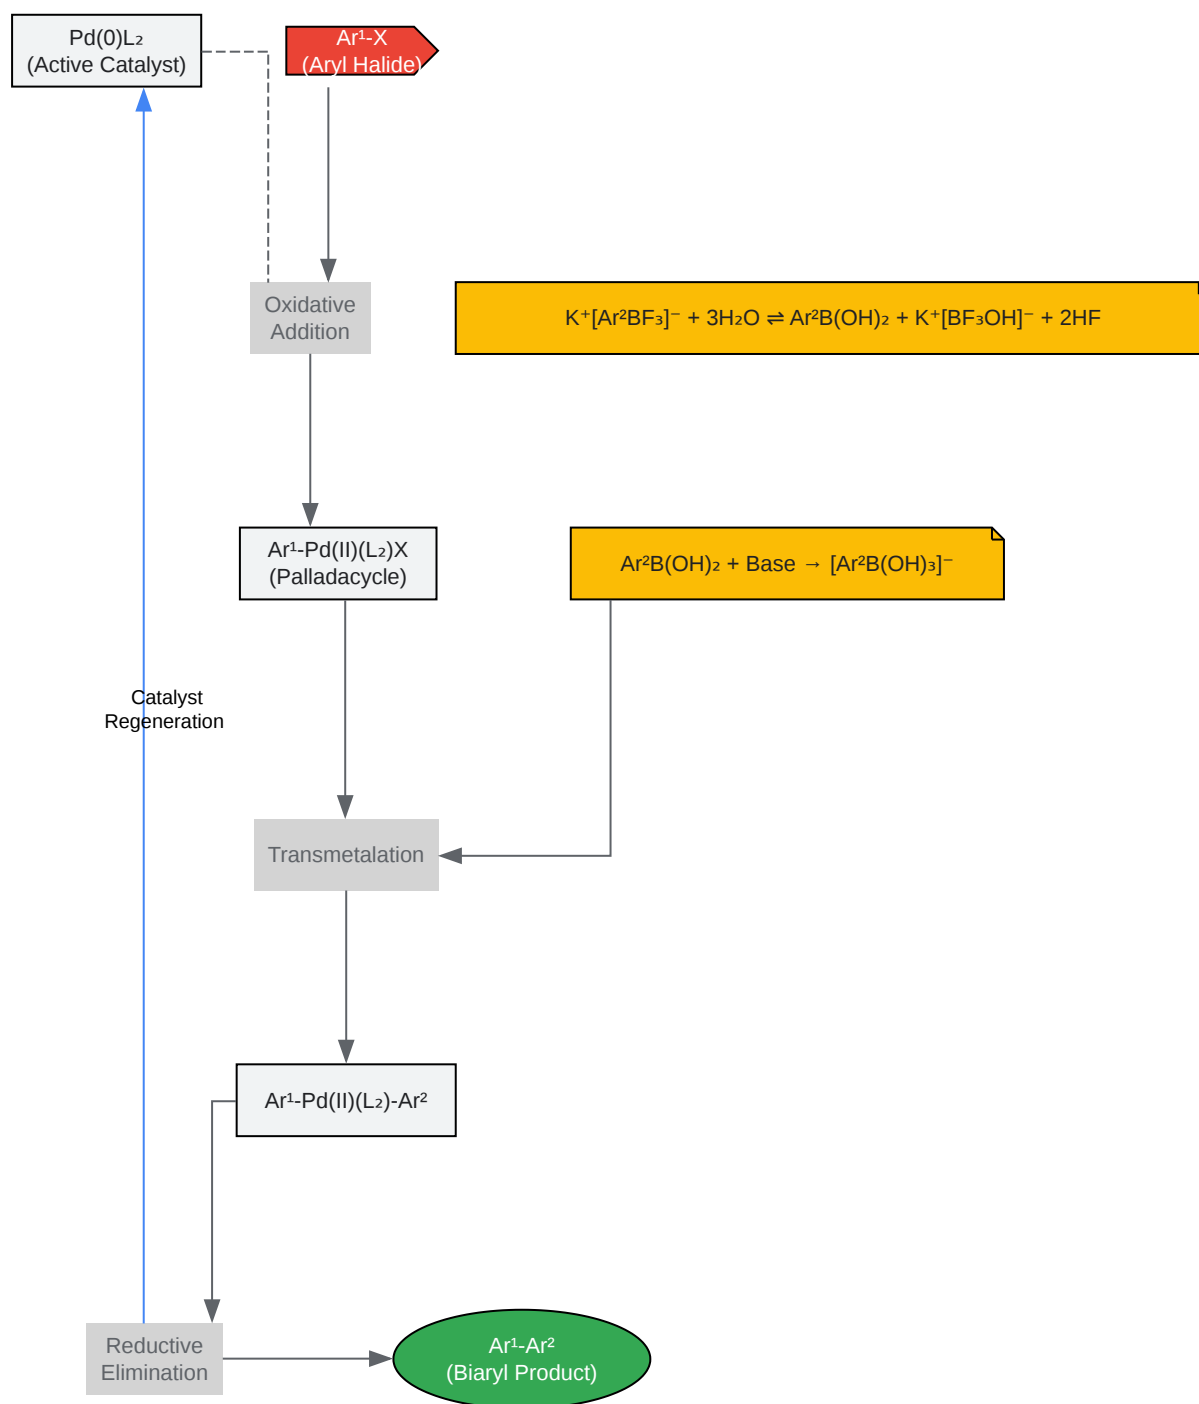 Pd(0)L₂
(Active Catalyst)
Ar¹-X
(Aryl Halide)
Oxidative
Addition
K⁺[Ar²BF₃]⁻ + 3H₂O ⇌ Ar²B(OH)₂ + K⁺[BF₃OH]⁻ + 2HF
Ar¹-Pd(II)(L₂)X
(Palladacycle)
Ar²B(OH)₂ + Base → [Ar²B(OH)₃]⁻
Catalyst
Regeneration
Transmetalation
Ar¹-Pd(II)(L₂)-Ar²
Reductive
Elimination
Ar¹-Ar²
(Biaryl Product)